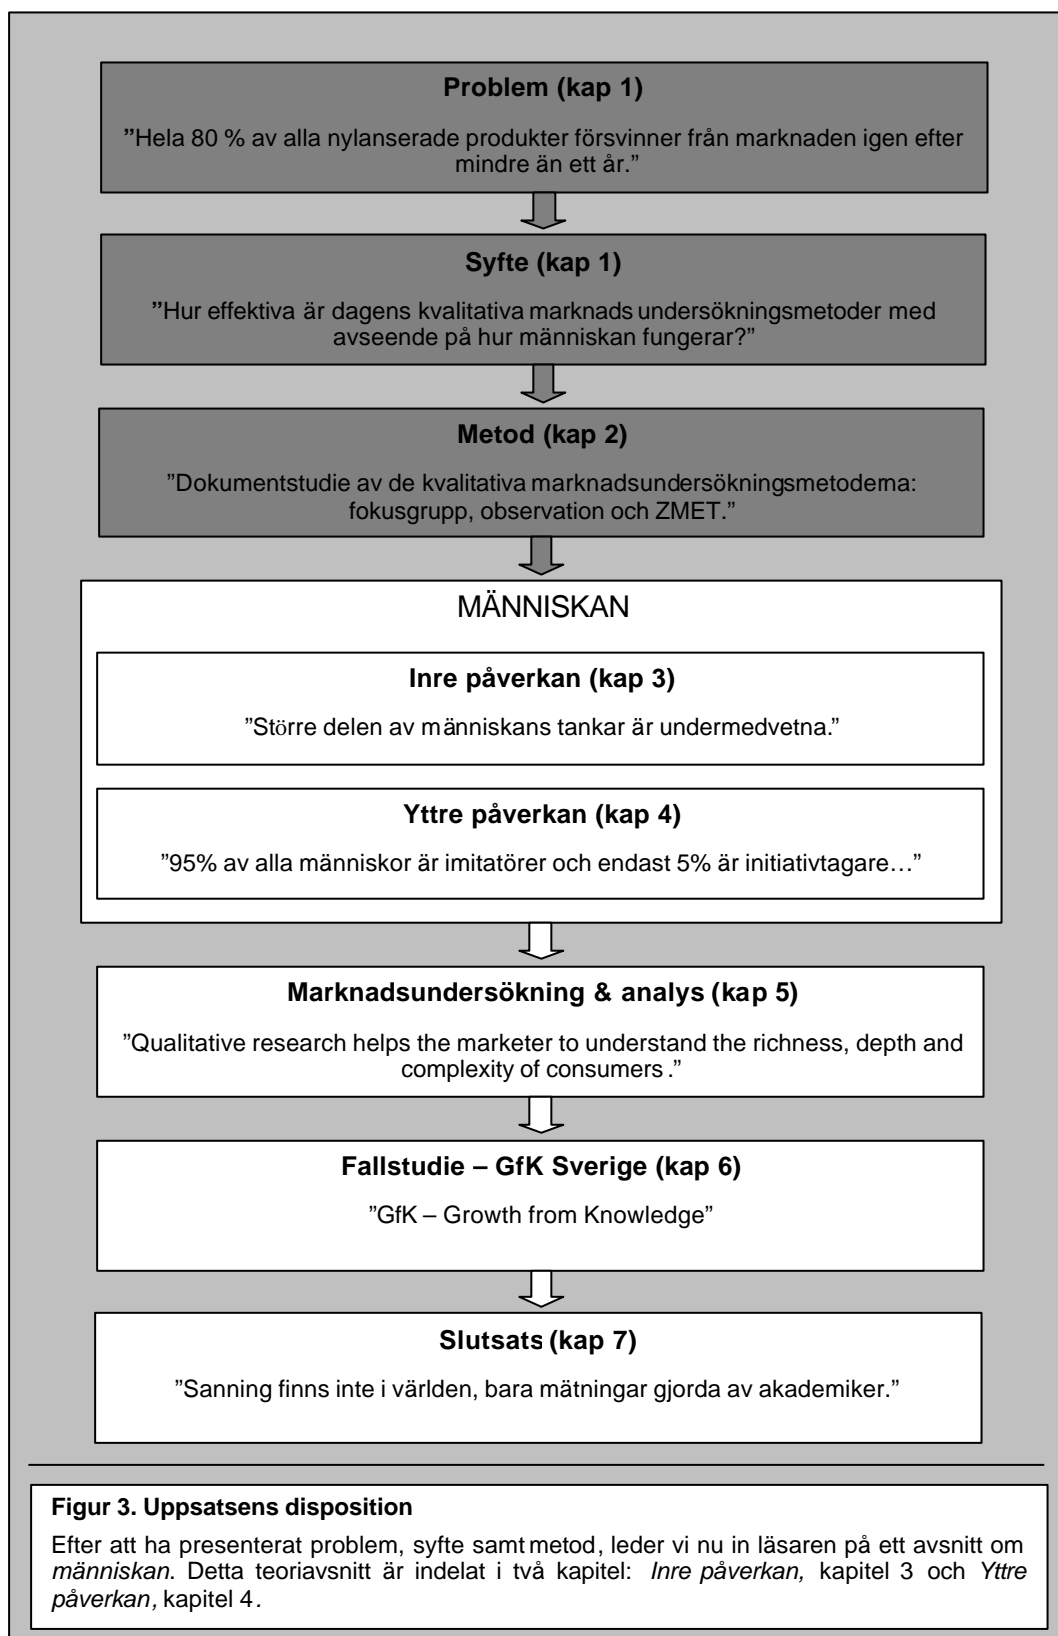 Problem (kap 1)
”Hela 80 % av alla nylanserade produkter försvinner från marknaden igen efter
mindre än ett år.”
Syfte (kap 1)
”Hur effektiva är dagens kvalitativa marknads undersökningsmetoder med
avseende på hur människan fungerar?”
Metod (kap 2)
”Dokumentstudie av de kvalitativa marknadsundersökningsmetoderna:
fokusgrupp, observation och ZMET.”
MÄNNISKAN
Inre påverkan (kap 3)
”Större delen av människans tankar är undermedvetna.”
Yttre påverkan (kap 4)
”95% av alla människor är imitatörer och endast 5% är initiativtagare…”
Marknadsundersökning & analys (kap 5)
”Qualitative research helps the marketer to understand the richness, depth and
complexity of consumers .”
Fallstudie – GfK Sverige (kap 6)
”GfK – Growth from Knowledge”
Slutsats (kap 7)
”Sanning finns inte i världen, bara mätningar gjorda av akademiker.”
Figur 3. Uppsatsens disposition
Efter att ha presenterat problem, syfte samt metod, leder vi nu in läsaren på ett avsnitt om
människan. Detta teoriavsnitt är indelat i två kapitel: Inre påverkan, kapitel 3 och Yttre
påverkan, kapitel 4.